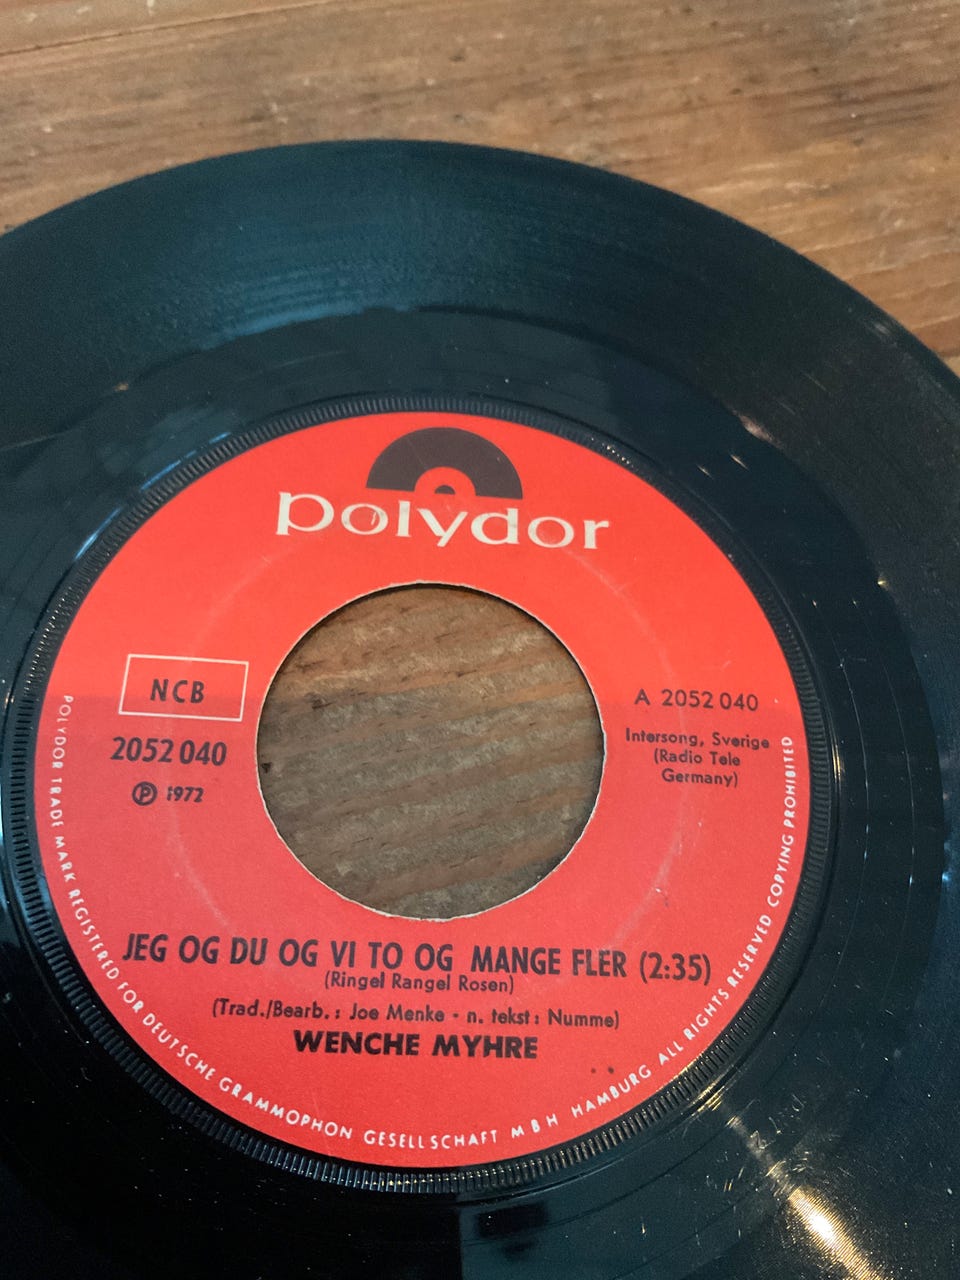 polydor
NCB
2052 040
℗ 1972
A 2052 040
Intersong, Sverige
(Radio Tele
Germany)
JEG OG DU OG VI TO OG MANGE FLER (2:35)
(Ringel Rangel Rosen)
(Trad./Bearb.: Joe Menke - n. tekst: Numme)
WENCHE MYHRE
POLYDOR TRADE MARK REGISTERED FOR DEUTSCHE GRAMMOPHON GESELLSCHAFT MBH HAMBURG ALL RIGHTS RESERVED COPYING PROHIBITED